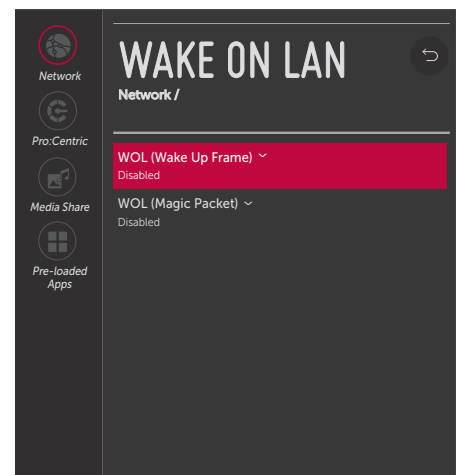 Network
Pro:Centric
Media Share
Pre-loaded
Apps
WAKE ON LAN
Network /
WOL (Wake Up Frame)
Disabled
WOL (Magic Packet)
Disabled